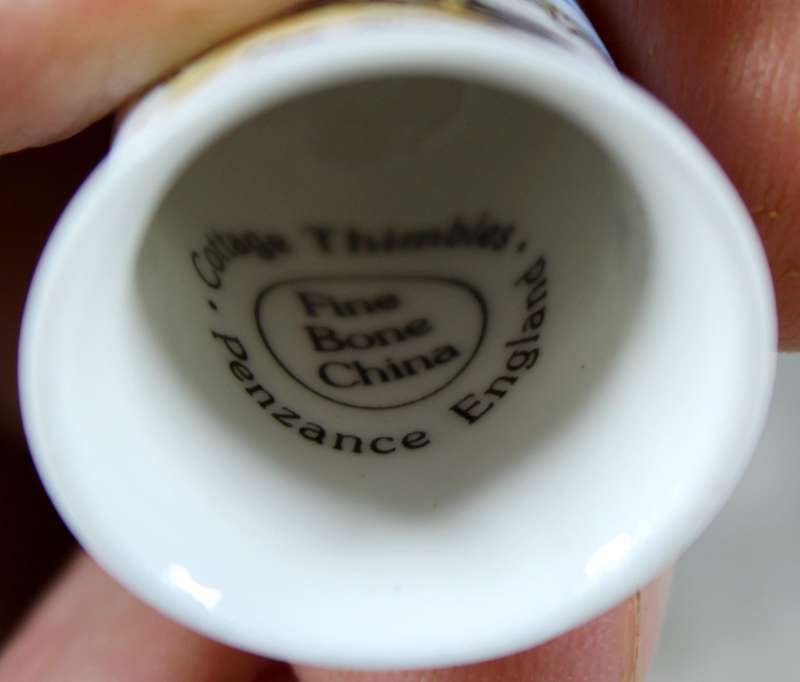 Cottage Thimbles
Fine
Bone
China
Penzance England